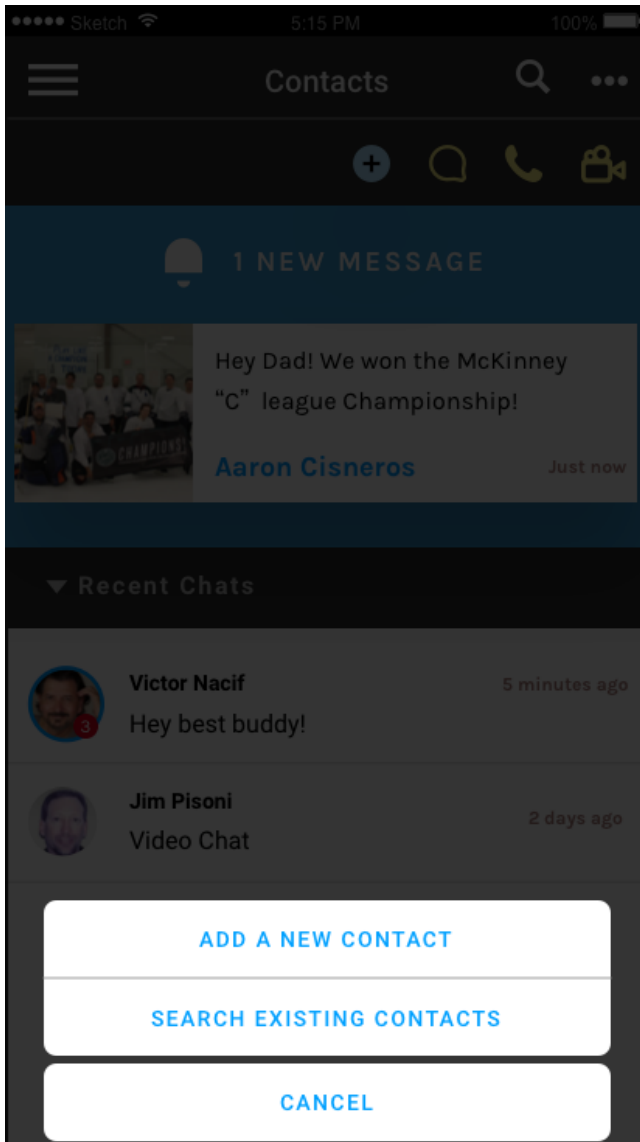 Sketch 5:15 PM 100%
Contacts
1 NEW MESSAGE
CHAMPIONS
Hey Dad! We won the McKinney
“C” league Championship!
Aaron Cisneros Just now
Recent Chats
Victor Nacif 5 minutes ago
3
Hey best buddy!
Jim Pisoni
2 days ago
Video Chat
ADD A NEW CONTACT
SEARCH EXISTING CONTACTS
CANCEL